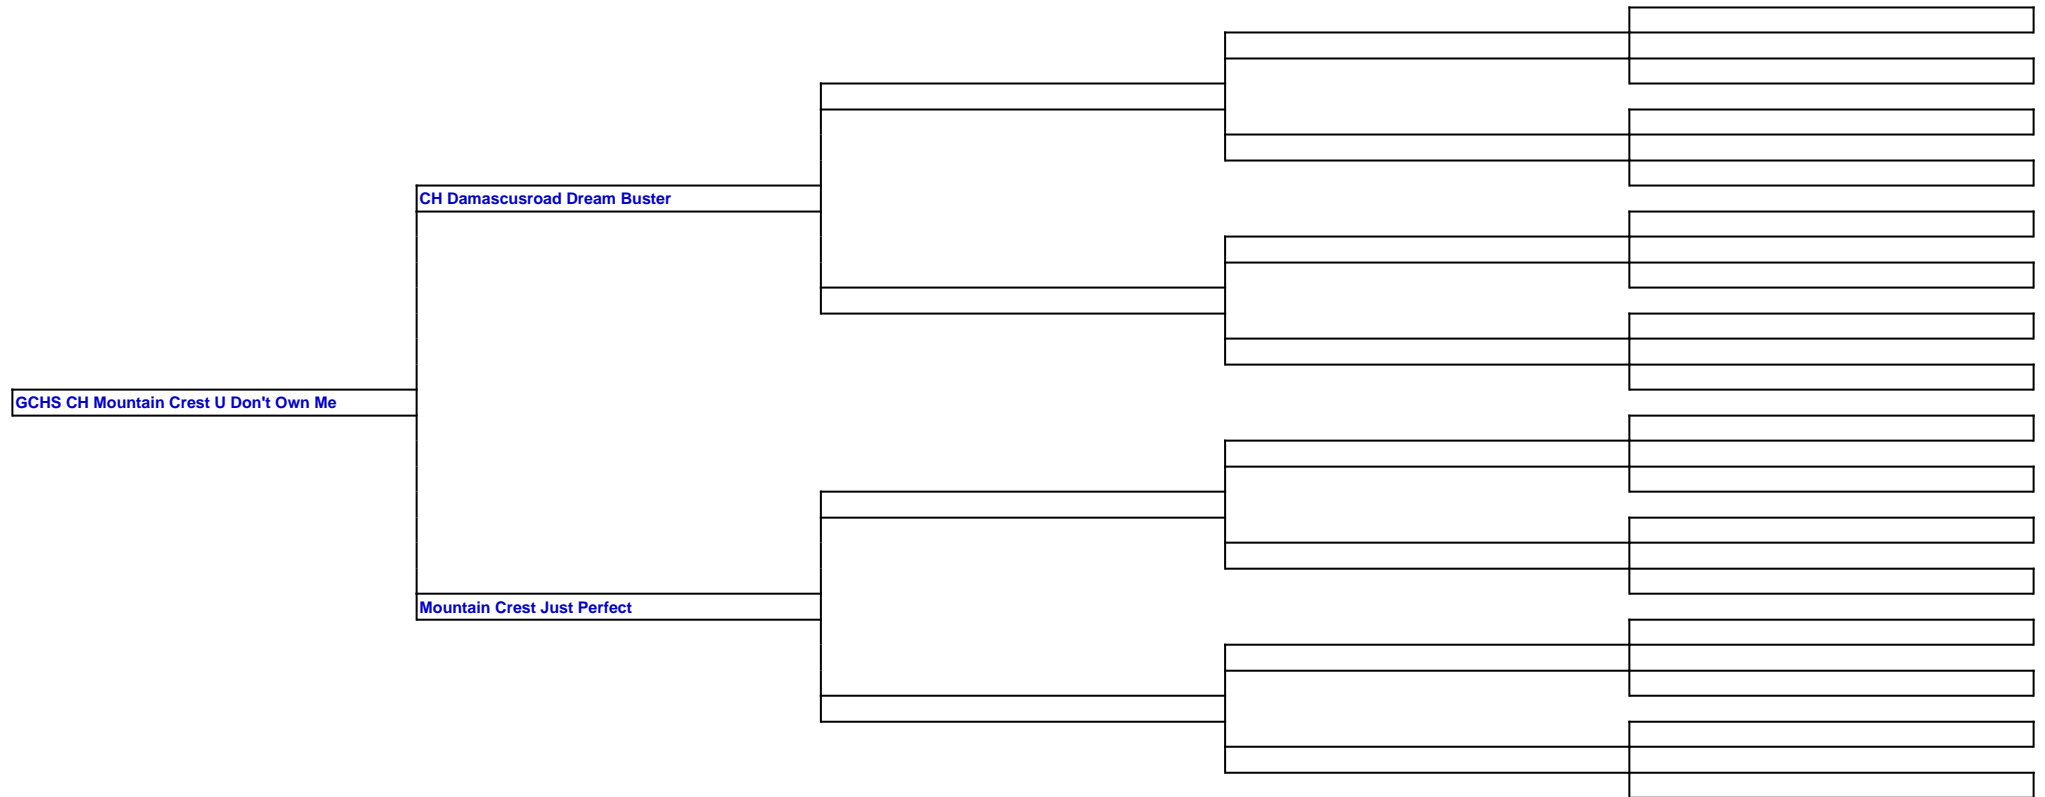 CH Damascusroad Dream Buster
GCHS CH Mountain Crest U Don't Own Me
Mountain Crest Just Perfect